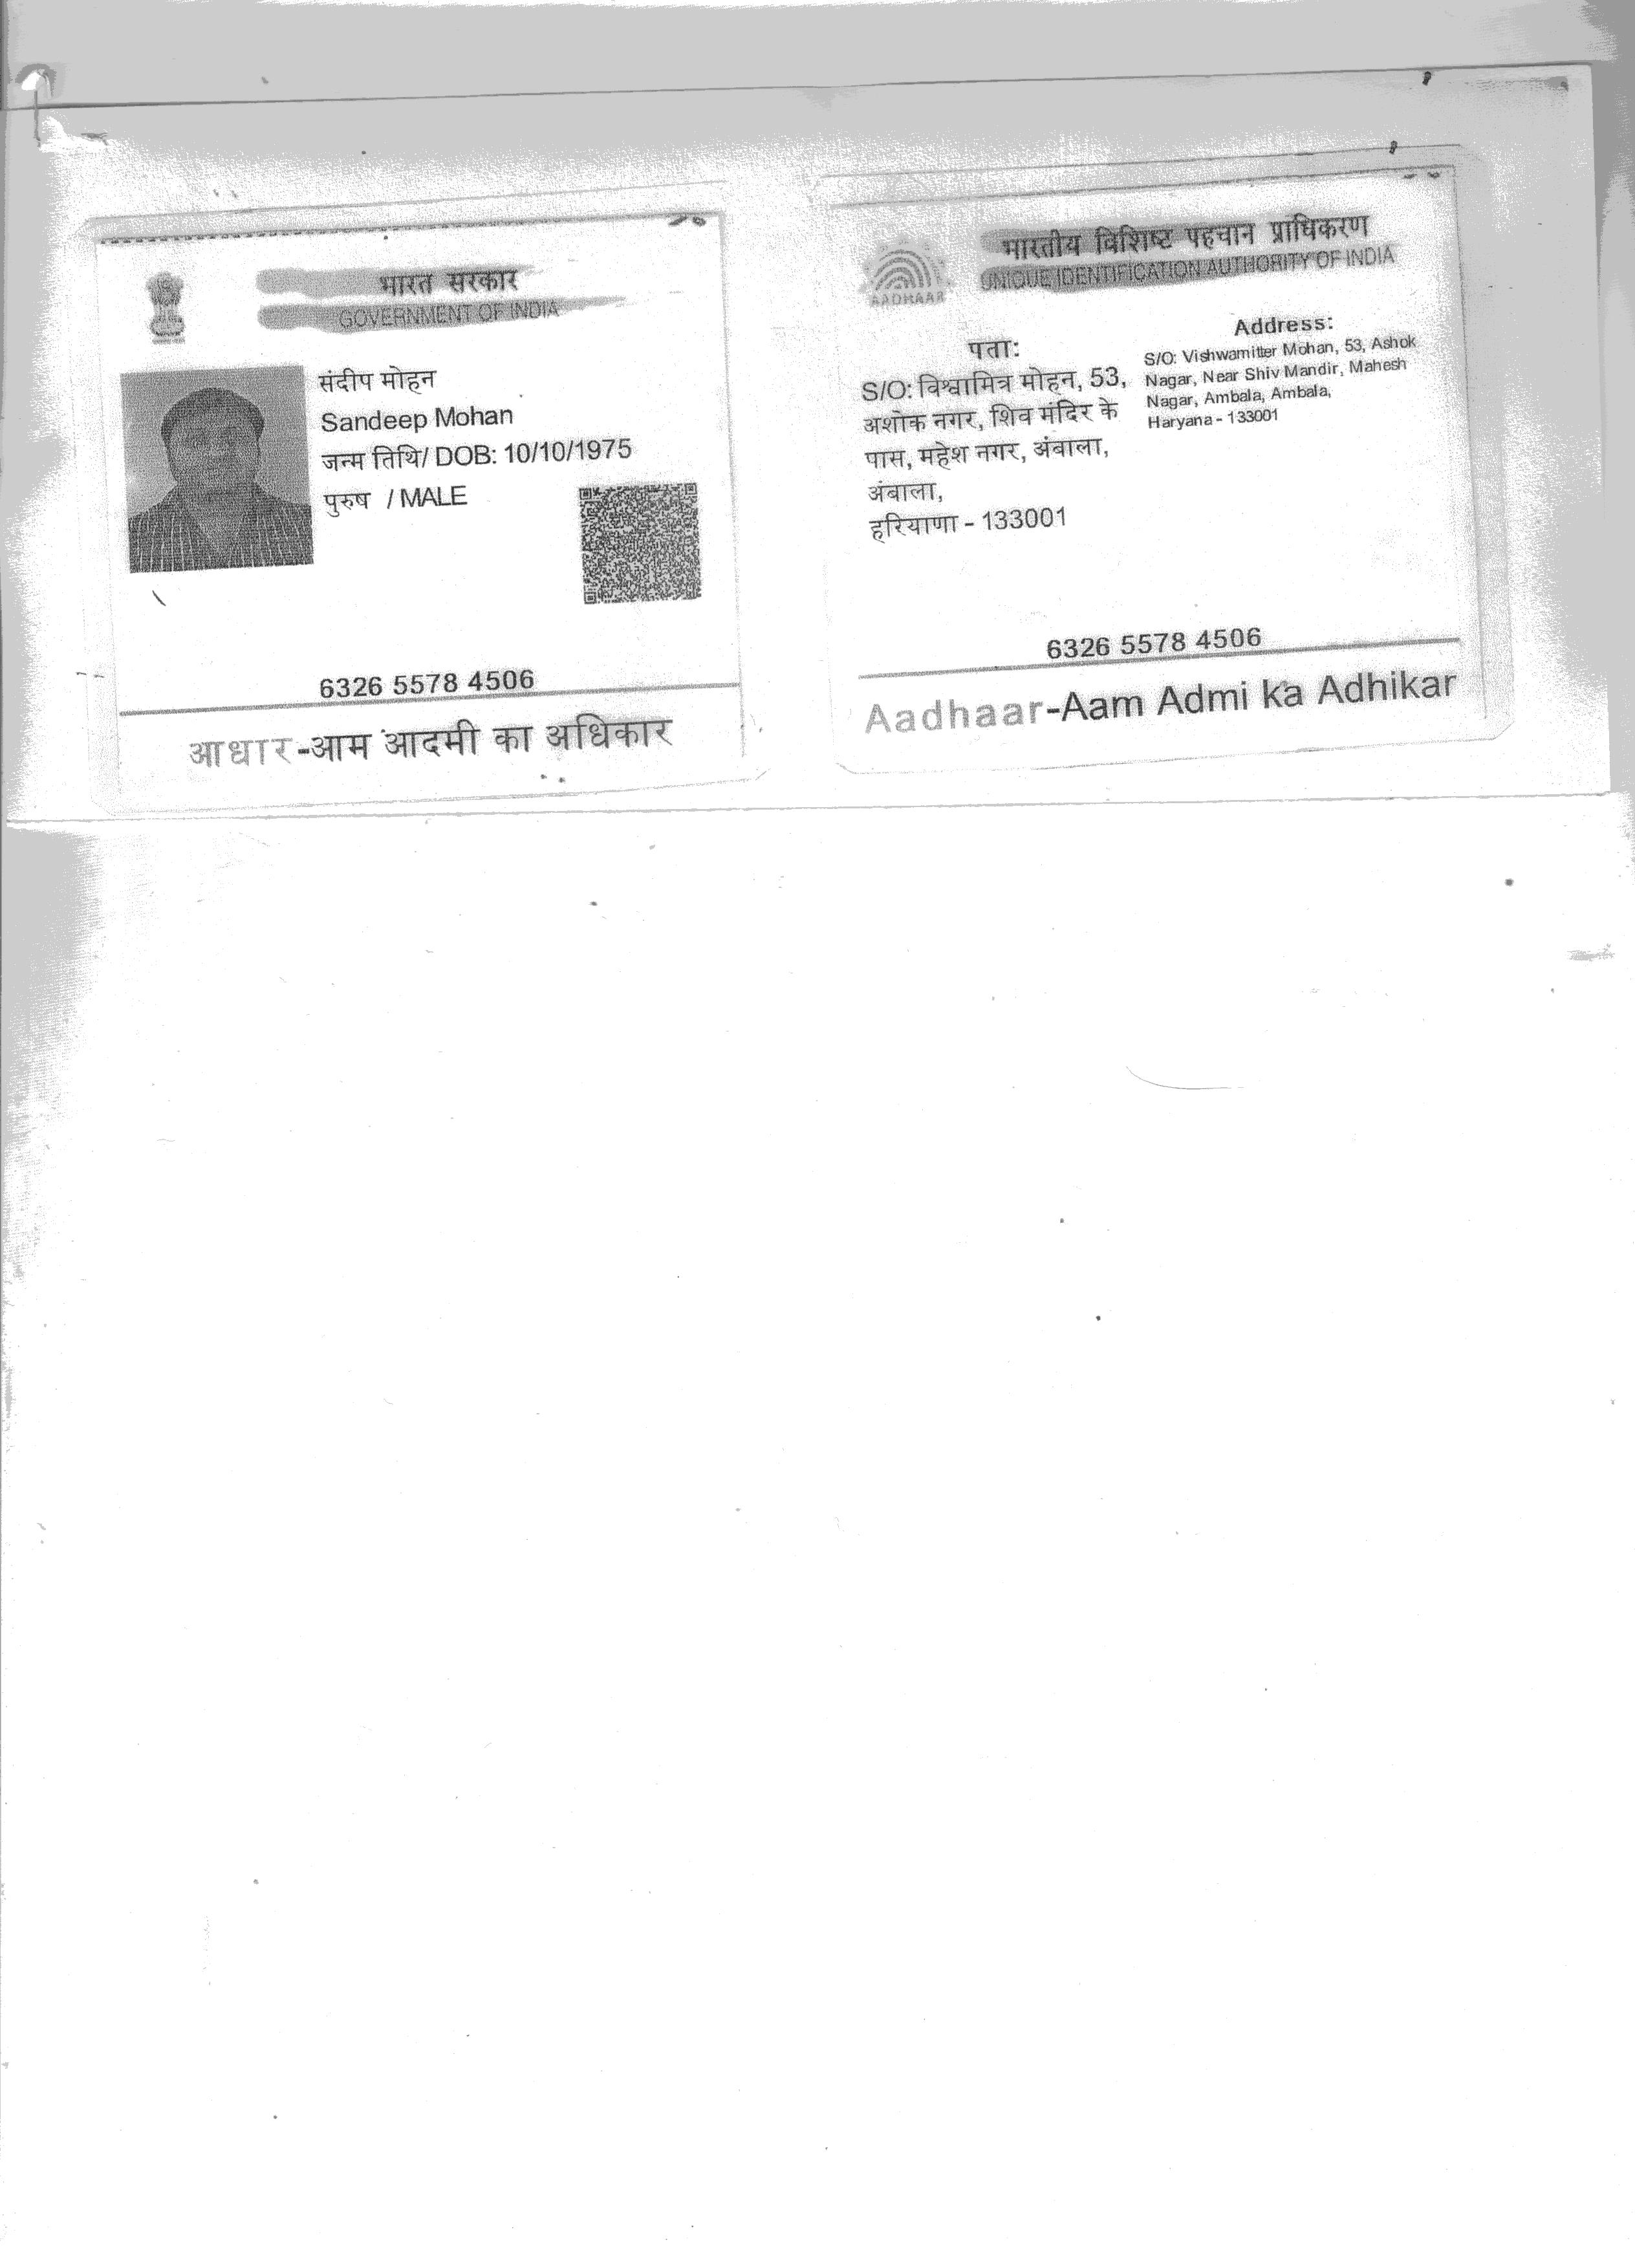 भारत सरकार
GOVERNMENT OF INDIA
संदीप मोहन
Sandeep Mohan
जन्म तिथि/ DOB: 10/10/1975
पुरुष / MALE
6326 5578 4506
आधार-आम आदमी का अधिकार
भारतीय विशिष्ट पहचान प्राधिकरण
UNIQUE IDENTIFICATION AUTHORITY OF INDIA
AADHAAR
पता:
S/O: विश्वामित्र मोहन, 53,
अशोक नगर, शिव मंदिर के
पास, महेश नगर, अंबाला,
अंबाला,
हरियाणा - 133001
Address:
S/O: Vishwamitter Mohan, 53, Ashok
Nagar, Near Shiv Mandir, Mahesh
Nagar, Ambala, Ambala,
Haryana - 133001
6326 5578 4506
Aadhaar-Aam Admi ka Adhikar